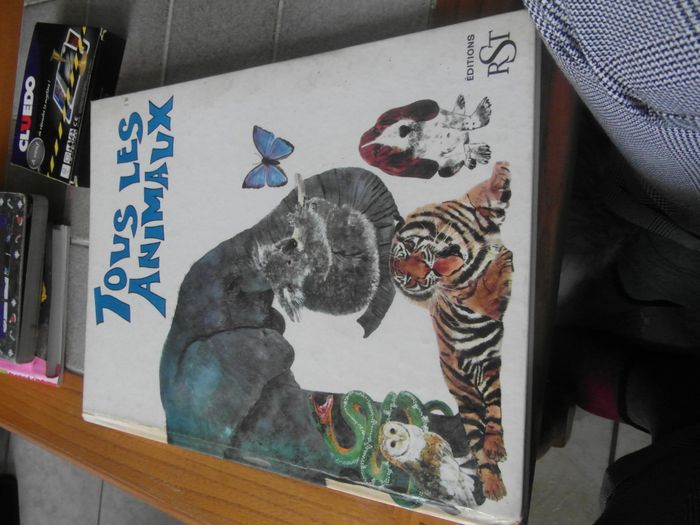 TOUS LES
ANIMAUX
ÉDITIONS
RST
CLUEDO